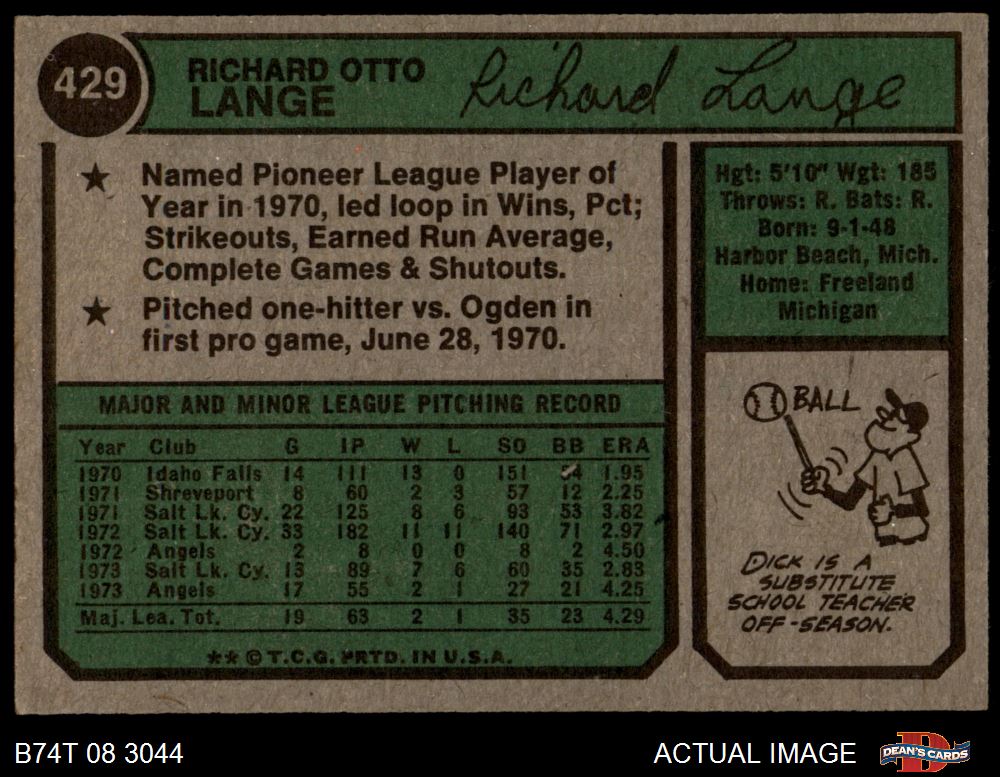 429
RICHARD OTTO
LANGE
Richard Lange
★ Named Pioneer League Player of
Year in 1970, led loop in Wins, Pct;
Strikeouts, Earned Run Average,
Complete Games & Shutouts.
★ Pitched one-hitter vs. Ogden in
first pro game, June 28, 1970.
Hgt: 5'10" Wgt: 185
Throws: R. Bats: R.
Born: 9-1-48
Harbor Beach, Mich.
Home: Freeland
Michigan
MAJOR AND MINOR LEAGUE PITCHING RECORD
Year Club G IP W L SO BB ERA
1970 Idaho Falls 14 111 13 0 151 34 1.95
1971 Shreveport 8 60 2 3 57 12 2.25
1971 Salt Lk. Cy. 22 125 8 6 93 53 3.82
1972 Salt Lk. Cy. 33 182 11 11 140 71 2.97
1972 Angels 2 8 0 0 8 2 4.50
1973 Salt Lk. Cy. 13 89 7 6 60 35 2.83
1973 Angels 17 55 2 1 27 21 4.25
Maj. Lea. Tot. 19 63 2 1 35 23 4.29
** © T.C.G. PRTD. IN U.S.A.
BALL
DICK IS A
SUBSTITUTE
SCHOOL TEACHER
OFF-SEASON.
B74T 08 3044
ACTUAL IMAGE
DEAN'S CARDS